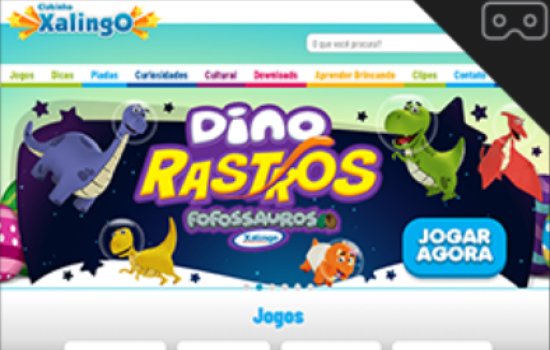 Clubinho
XalingO
O que você procura?
Jogos Dicas Piadas Curiosidades Cultural Downloads Aprender Brincando Clipes Contato
DiNO
RASTROS
FOFOSSAUROS
Xalingo
JOGAR
AGORA
Jogos